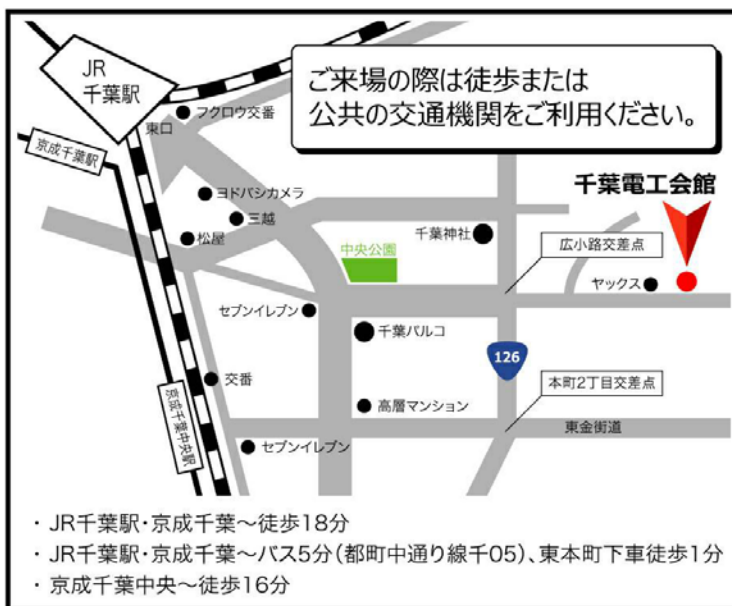 JR
千葉駅
ご来場の際は徒歩または
公共の交通機関をご利用ください。
フクロウ交番
東口
京成千葉駅
千葉電工会館
ヨドバシカメラ
三越
千葉神社
松屋
中央公園
広小路交差点
ヤックス
セブンイレブン
千葉パルコ
126
交番
本町2丁目交差点
京成千葉中央駅
高層マンション
東金街道
セブンイレブン
・JR千葉駅・京成千葉～徒歩18分
・JR千葉駅・京成千葉～バス5分(都町中通り線千05)、東本町下車徒歩1分
・京成千葉中央～徒歩16分